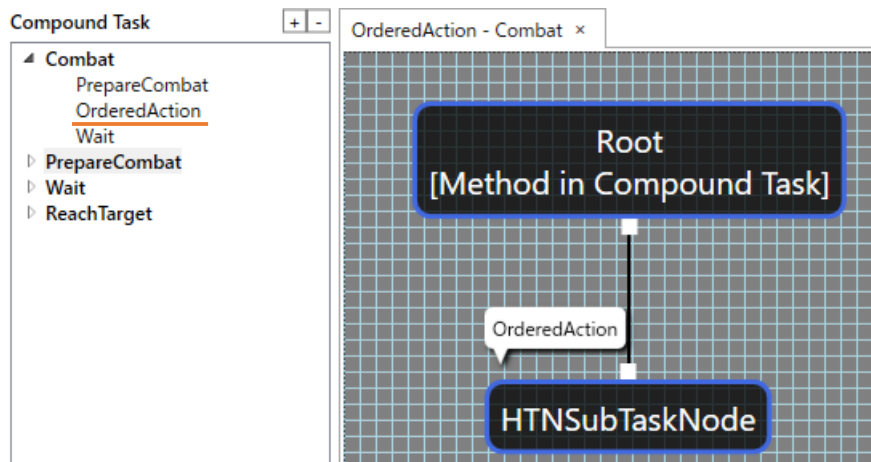 Compound Task
+ -
Combat
PrepareCombat
OrderedAction
Wait
PrepareCombat
Wait
ReachTarget
OrderedAction - Combat ×
Root
[Method in Compound Task]
OrderedAction
HTNSubTaskNode